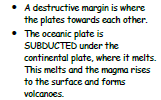 • A destructive margin is where
the plates towards each other.
• The oceanic plate is
SUBDUCTED under the
continental plate, where it melts.
This melts and the magma rises
to the surface and forms
volcanoes.